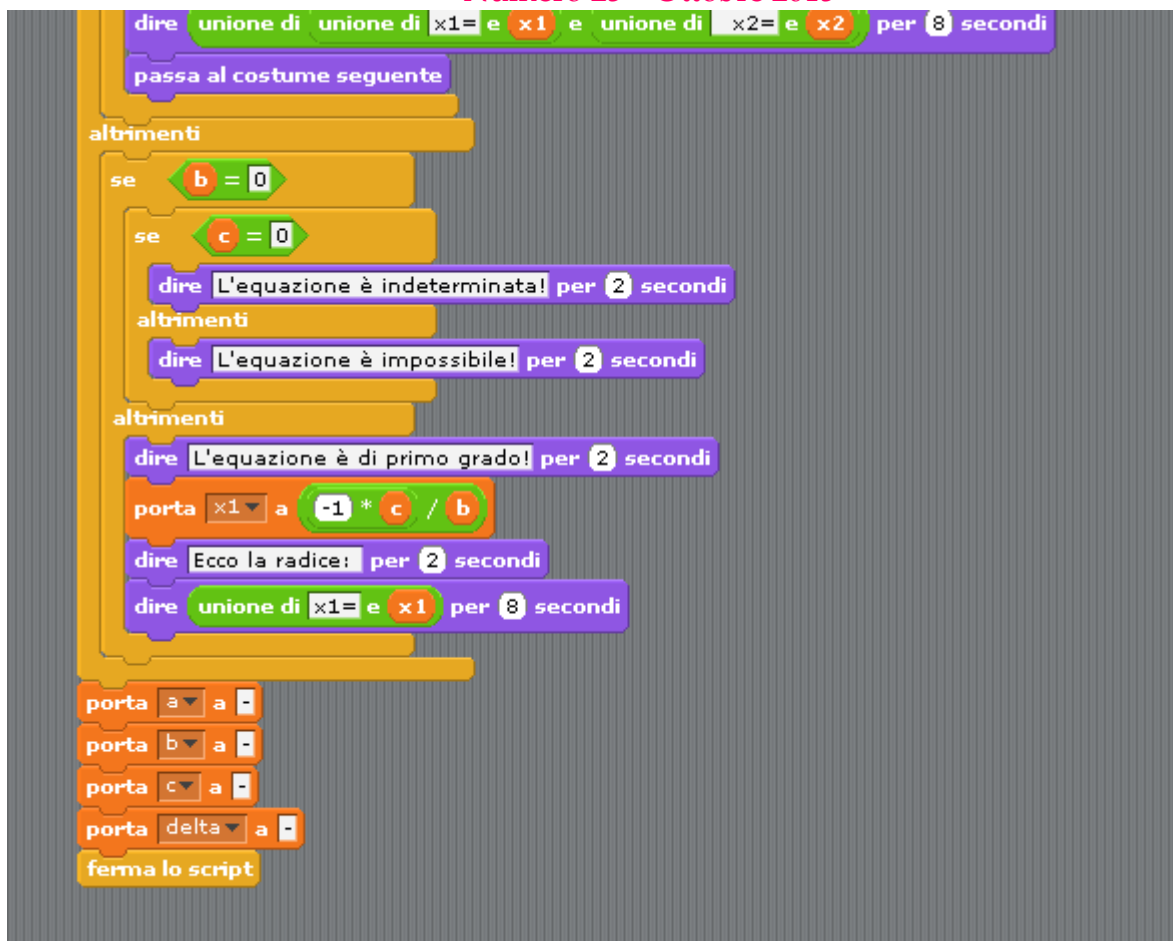 dire unione di unione di x1= e x1 e unione di x2= e x2 per 8 secondi
passa al costume seguente
altrimenti
se b = 0
se c = 0
dire L'equazione è indeterminata! per 2 secondi
altrimenti
dire L'equazione è impossibile! per 2 secondi
altrimenti
dire L'equazione è di primo grado! per 2 secondi
porta x1 a -1 * c / b
dire Ecco la radice: per 2 secondi
dire unione di x1= e x1 per 8 secondi
porta a a -
porta b a -
porta c a -
porta delta a -
ferma lo script